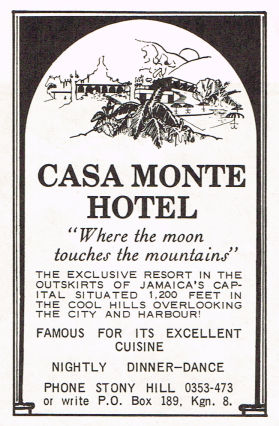 CASA MONTE
HOTEL
"Where the moon
touches the mountains"
THE EXCLUSIVE RESORT IN THE
OUTSKIRTS OF JAMAICA'S CAP-
ITAL SITUATED 1,200 FEET IN
THE COOL HILLS OVERLOOKING
THE CITY AND HARBOUR!
FAMOUS FOR ITS EXCELLENT
CUISINE
NIGHTLY DINNER–DANCE
PHONE STONY HILL 0353-473
or write P.O. Box 189, Kgn. 8.